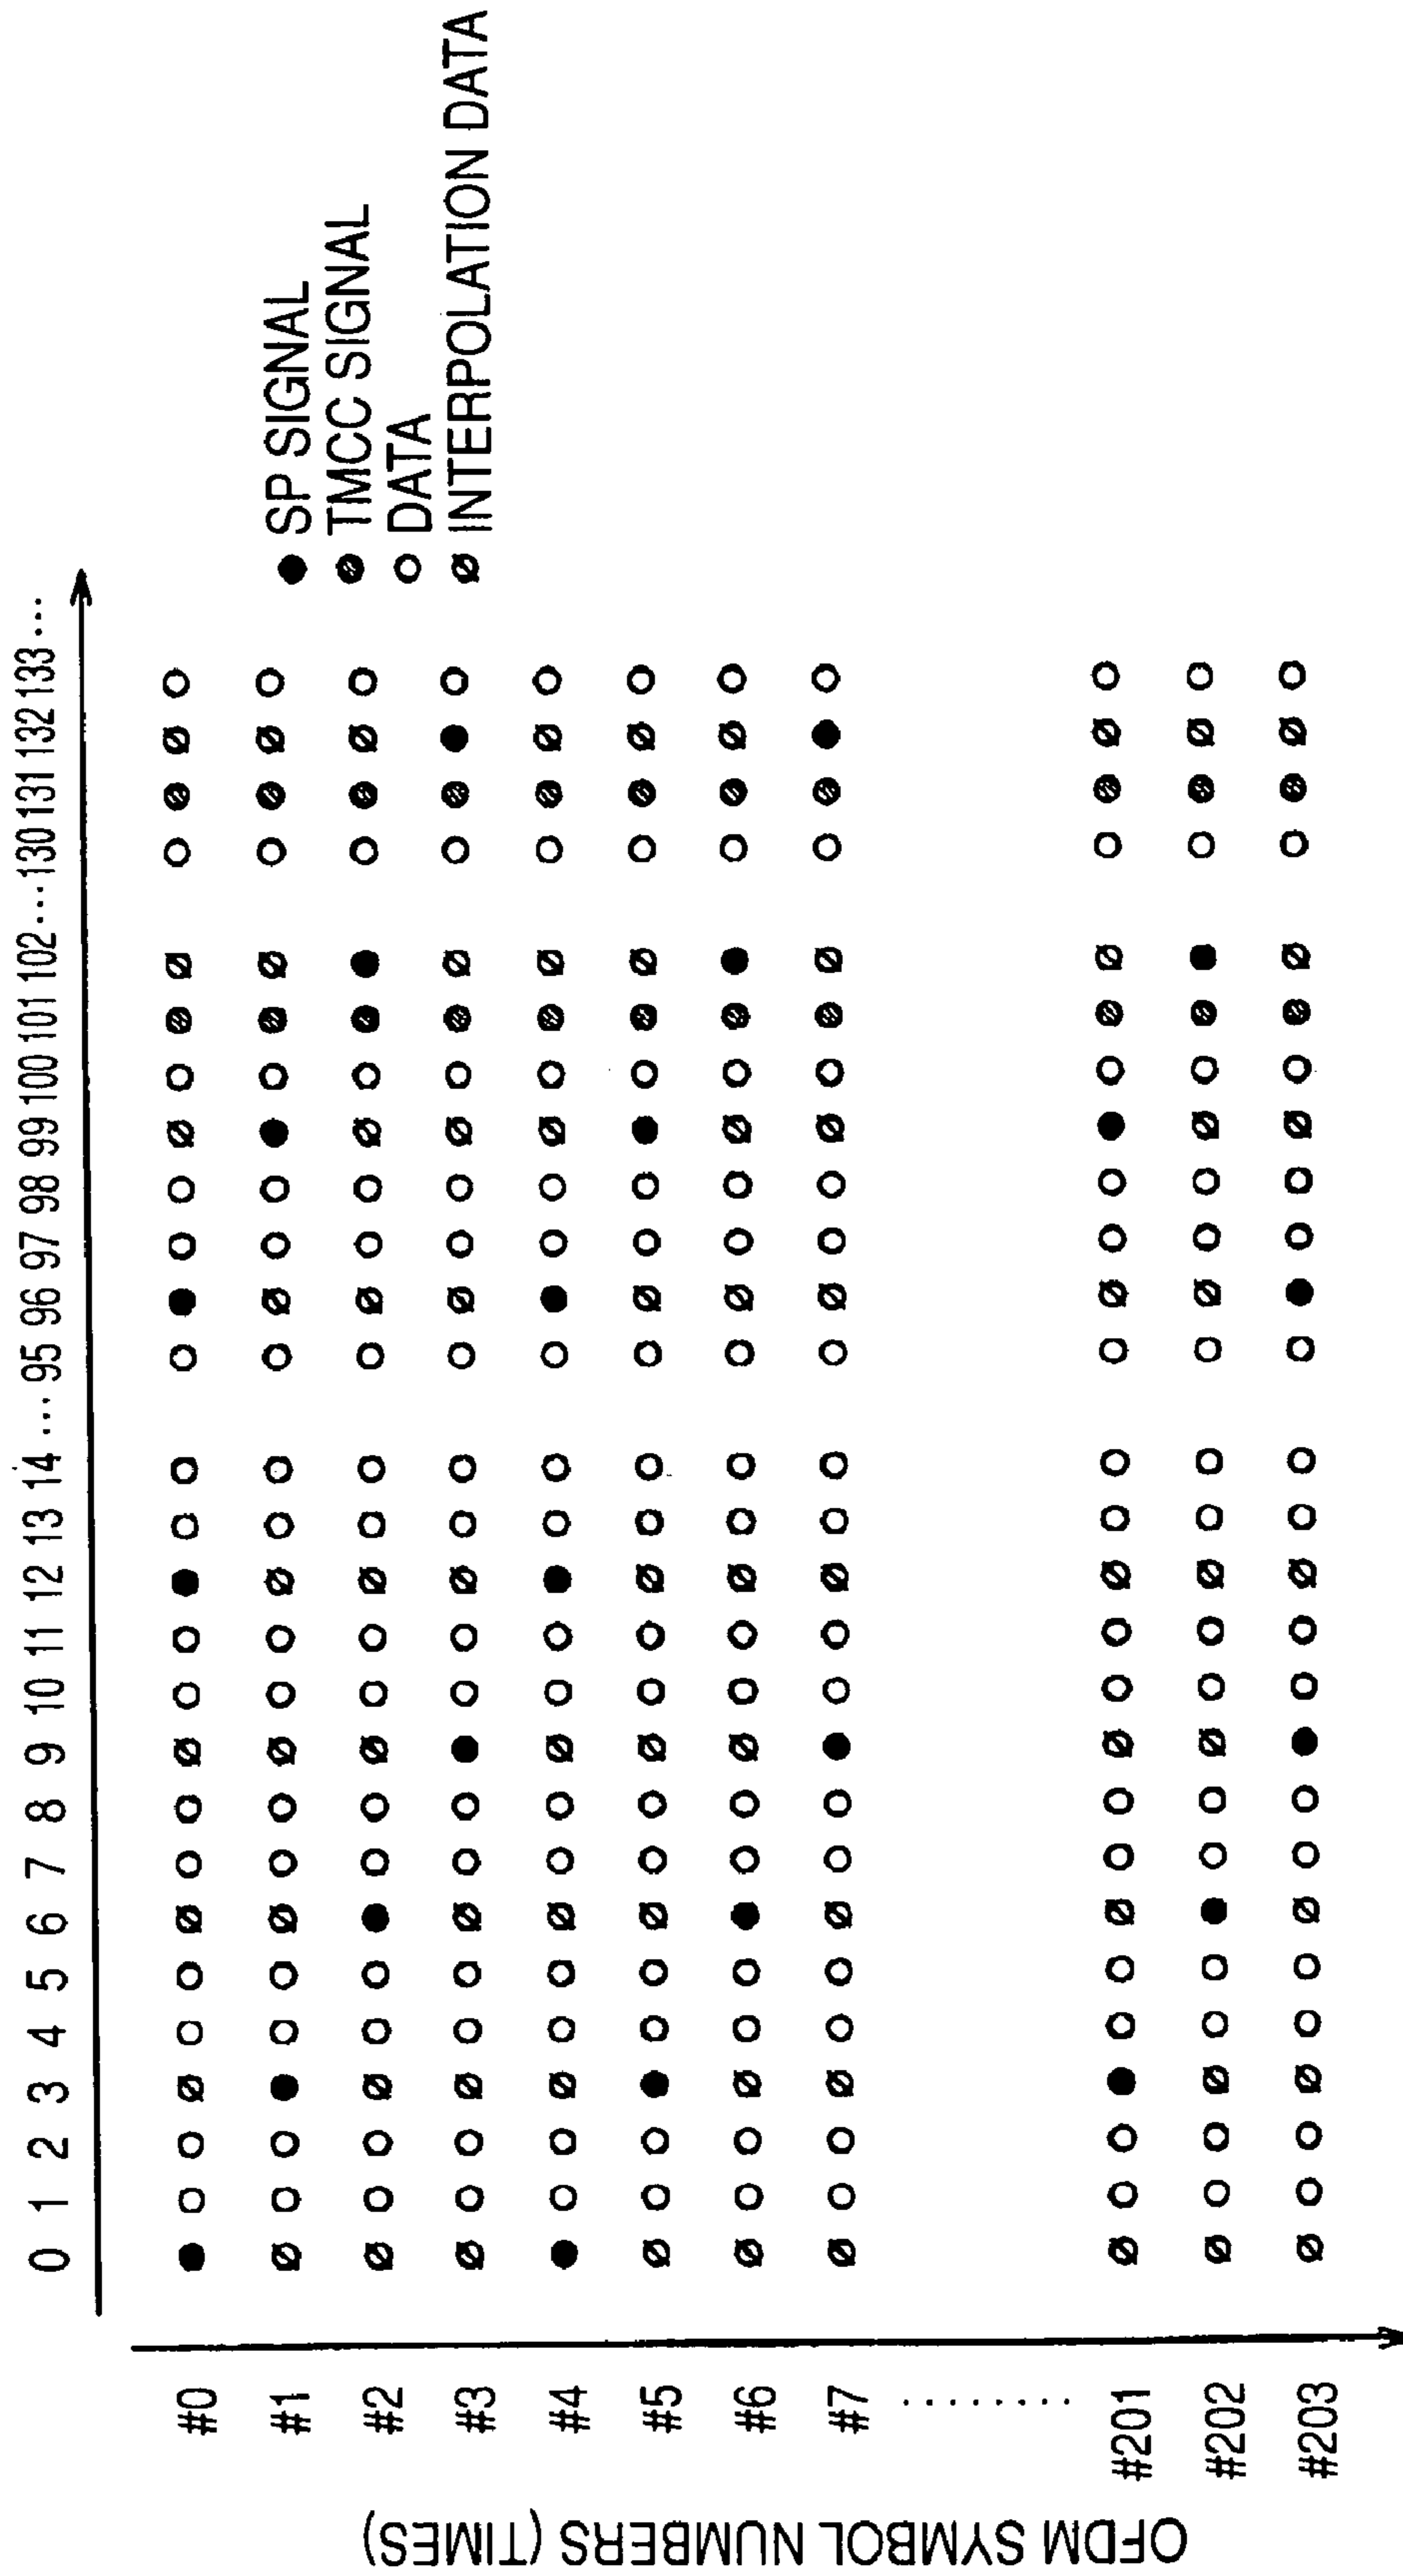 0 1 2 3 4 5 6 7 8 9 10 11 12 13 14 ... 95 96 97 98 99 100 101 102 ... 130 131 132 133 ...
SP SIGNAL
TMCC SIGNAL
DATA
INTERPOLATION DATA
OFDM SYMBOL NUMBERS (TIMES)
#0
#1
#2
#3
#4
#5
#6
#7
........
#201
#202
#203